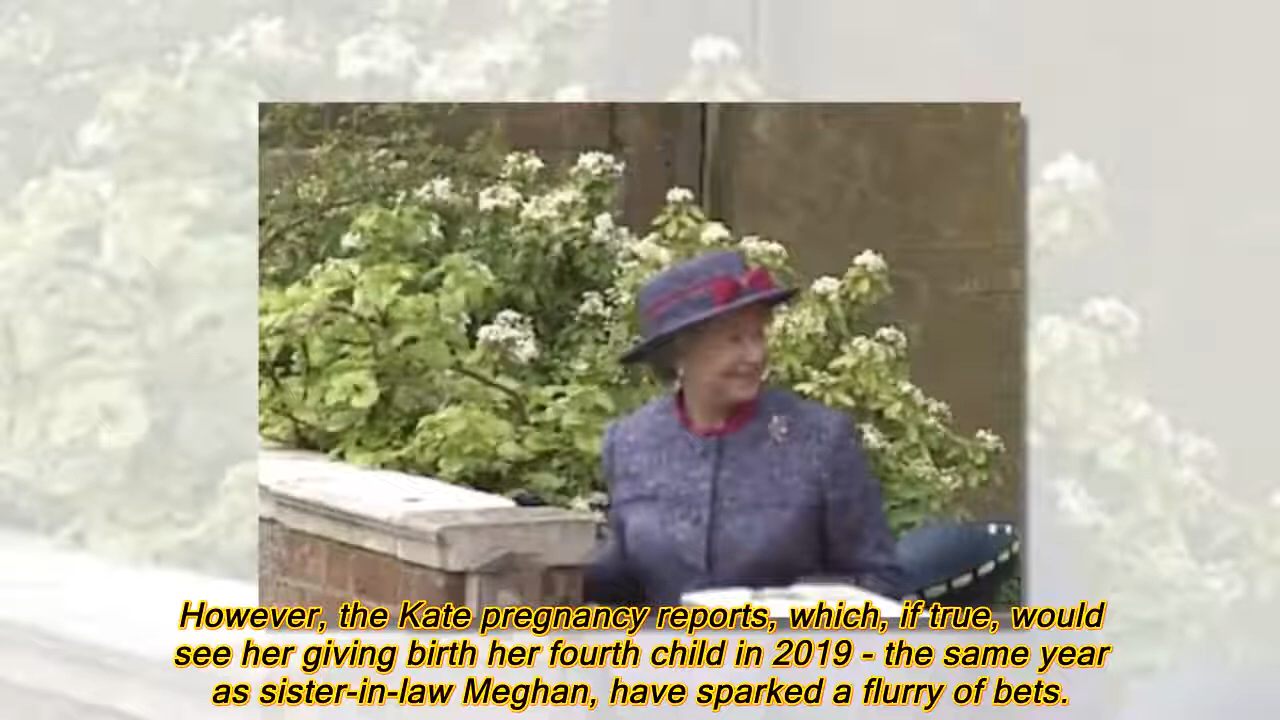 However, the Kate pregnancy reports, which, if true, would
see her giving birth her fourth child in 2019 - the same year
as sister-in-law Meghan, have sparked a flurry of bets.